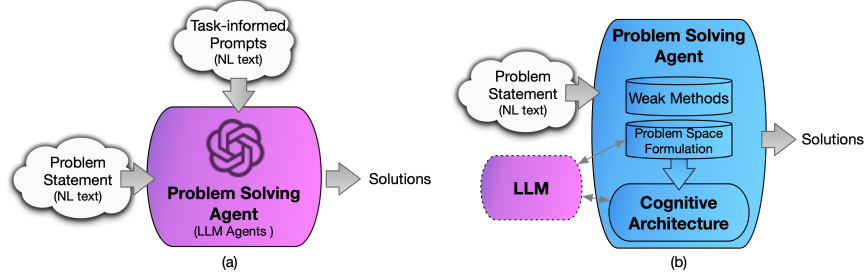 Task-informed
Prompts
(NL text)
Problem
Statement
(NL text)
Problem Solving
Agent
(LLM Agents )
Solutions
(a)
Problem Solving
Agent
Problem
Statement
(NL text)
Weak Methods
Problem Space
Formulation
LLM
Cognitive
Architecture
Solutions
(b)